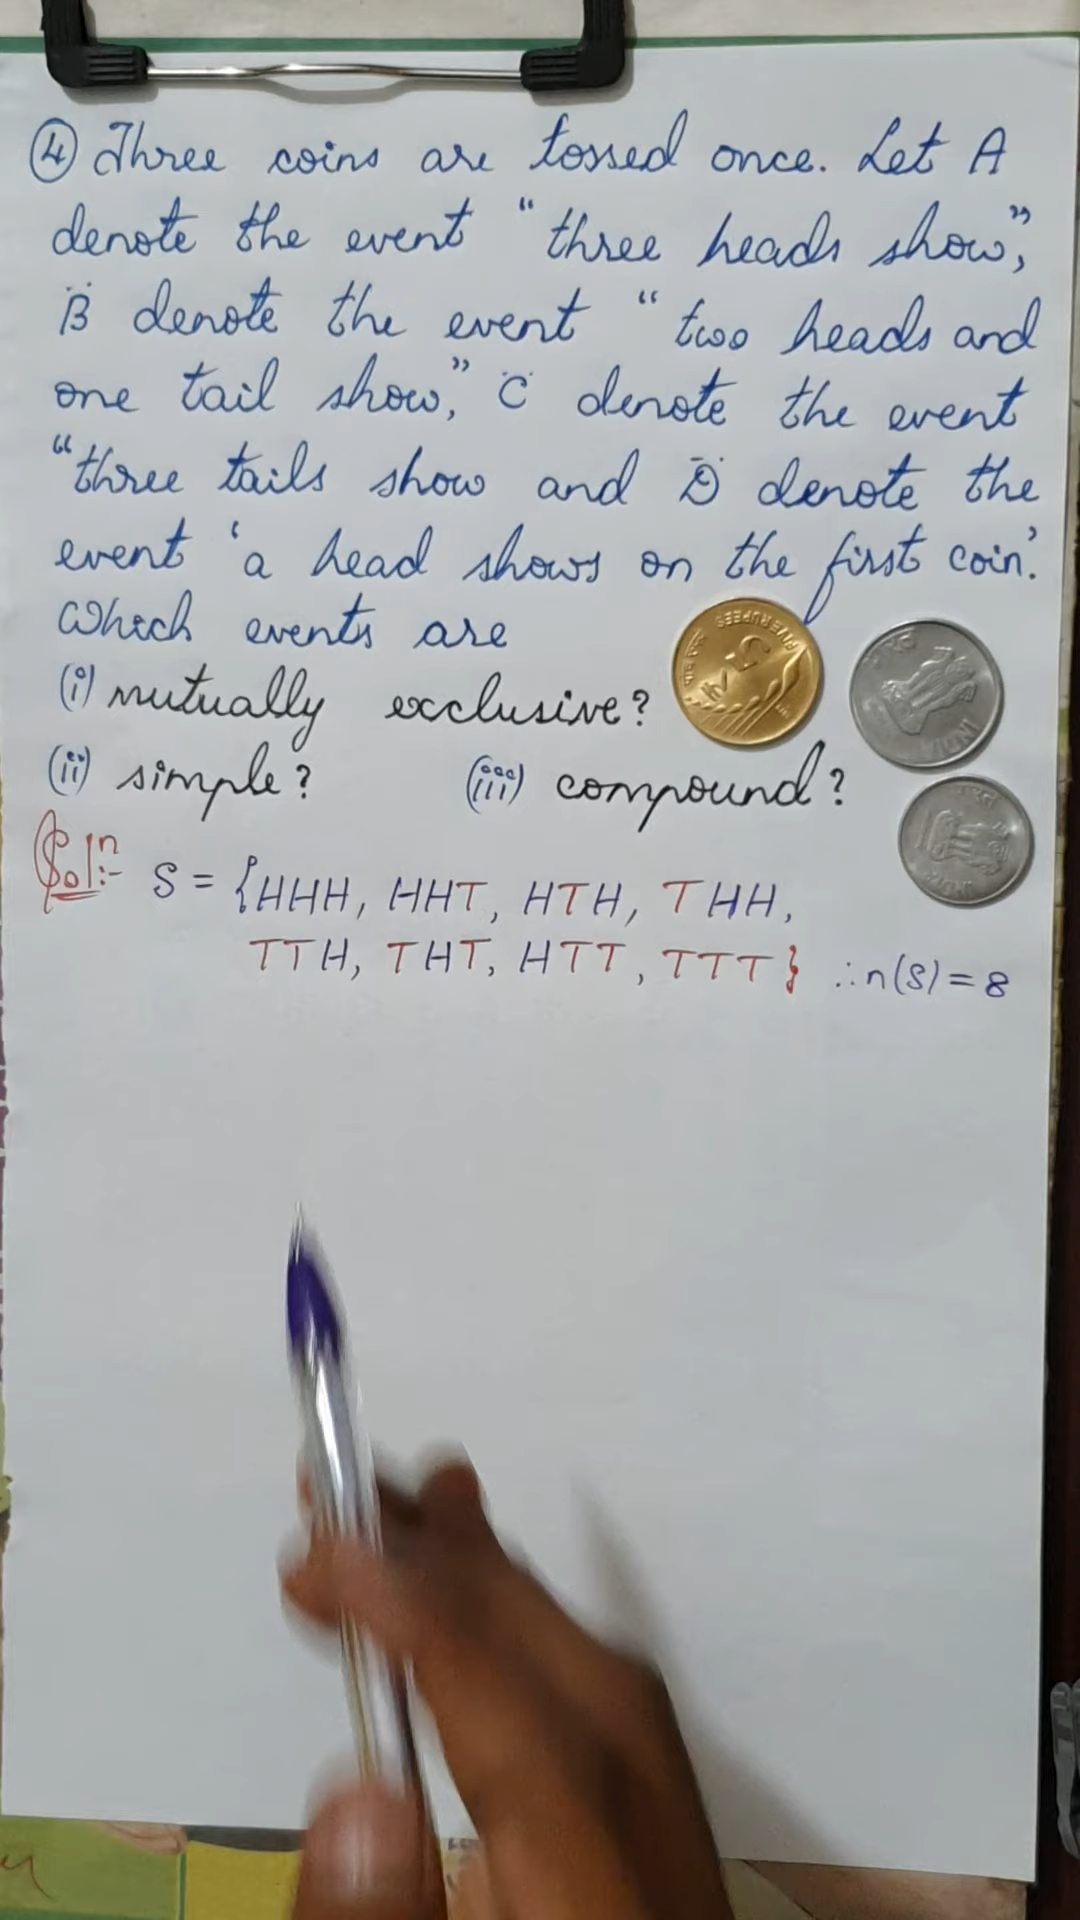 ④ Three coins are tossed once. Let A
denote the event "three heads show",
B denote the event "two heads and
one tail show," C denote the event
"three tails show and D denote the
event 'a head shows on the first coin'.
Which events are
(i) mutually exclusive?
(ii) simple? (iii) compound?
Solⁿ:- S = {HHH, HHT, HTH, THH,
TTH, THT, HTT, TTT} ∴n(S) = 8
FIVE RUPEES